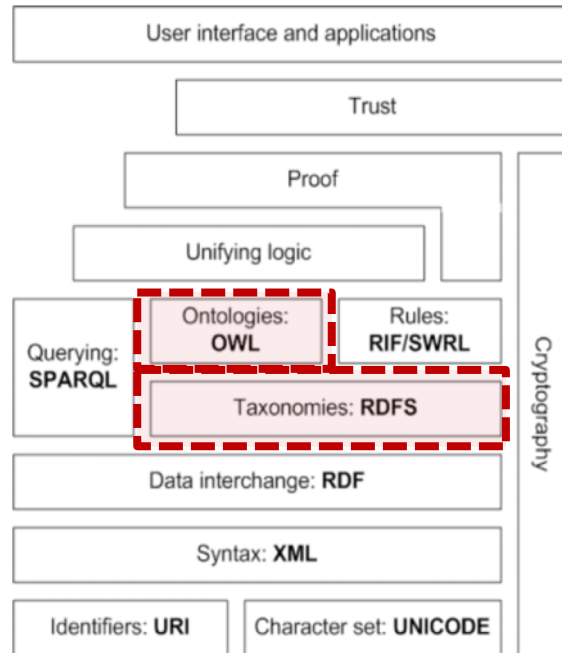 User interface and applications
Trust
Proof
Unifying logic
Ontologies:
OWL
Rules:
RIF/SWRL
Querying:
SPARQL
Taxonomies: RDFS
Cryptography
Data interchange: RDF
Syntax: XML
Identifiers: URI
Character set: UNICODE